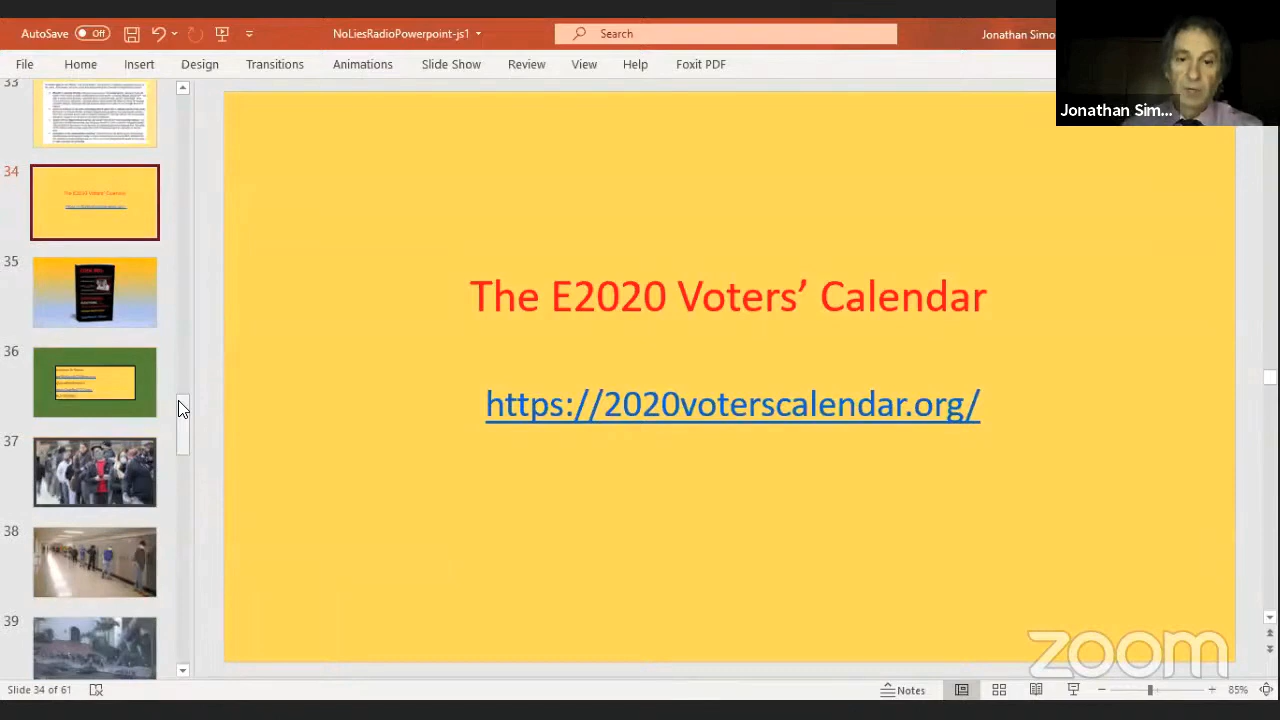 AutoSave Off
NoLiesRadioPowerpoint-js1
Search
Jonathan Simo
File Home Insert Design Transitions Animations Slide Show Review View Help Foxit PDF
Jonathan Sim...
33
34
35
36
37
38
39
The E2020 Voters’ Calendar
https://2020voterscalendar.org/
zoom
Slide 34 of 61
Notes
85%